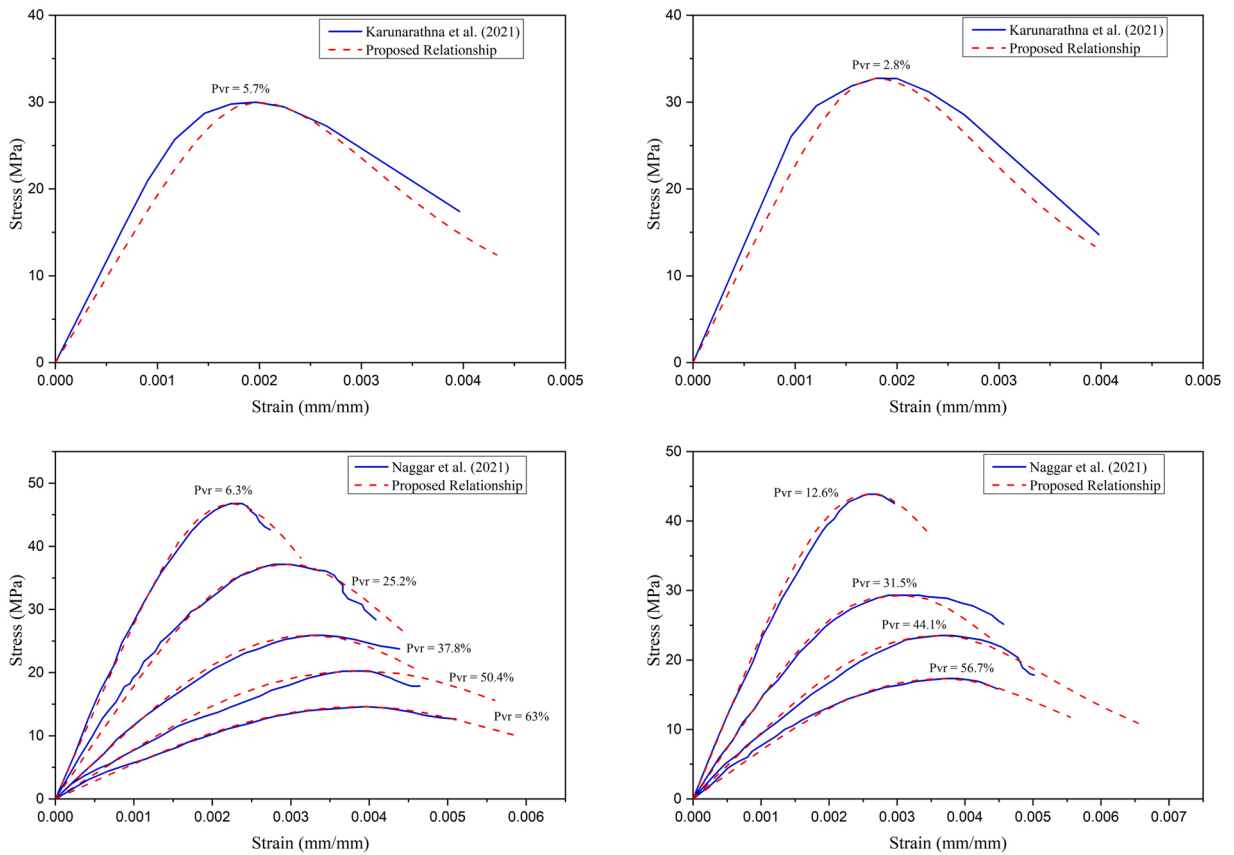 40
30
20
10
0
Stress (MPa)
Karunarathna et al. (2021)
Proposed Relationship
Pvr = 5.7%
0.000 0.001 0.002 0.003 0.004 0.005
Strain (mm/mm)
40
30
20
10
0
Stress (MPa)
Karunarathna et al. (2021)
Proposed Relationship
Pvr = 2.8%
0.000 0.001 0.002 0.003 0.004 0.005
Strain (mm/mm)
50
40
30
20
10
0
Stress (MPa)
Naggar et al. (2021)
Proposed Relationship
Pvr = 6.3%
Pvr = 25.2%
Pvr = 37.8%
Pvr = 50.4%
Pvr = 63%
0.000 0.001 0.002 0.003 0.004 0.005 0.006
Strain (mm/mm)
50
40
30
20
10
0
Stress (MPa)
Naggar et al. (2021)
Proposed Relationship
Pvr = 12.6%
Pvr = 31.5%
Pvr = 44.1%
Pvr = 56.7%
0.000 0.001 0.002 0.003 0.004 0.005 0.006 0.007
Strain (mm/mm)